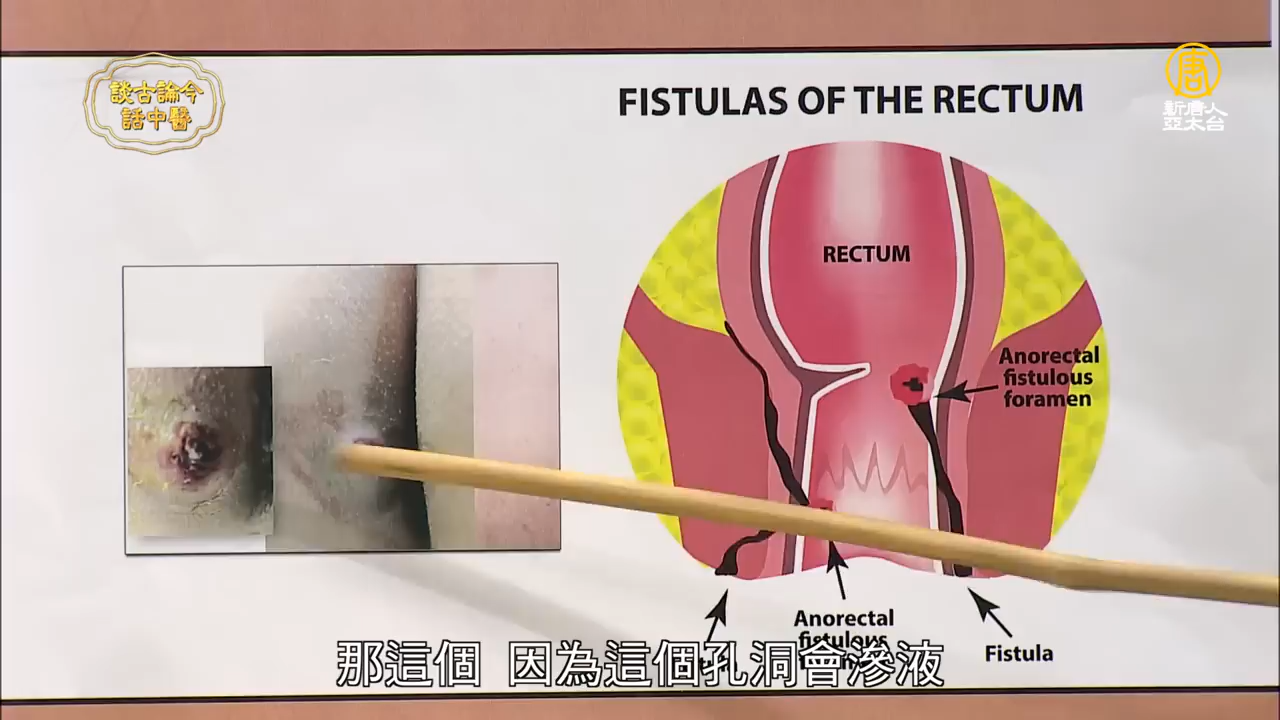 談古論今
話中醫
新唐人
亞太台
FISTULAS OF THE RECTUM
RECTUM
Anorectal
fistulous
foramen
Anorectal
fistulous
Fistula
那這個 因為這個孔洞會滲液